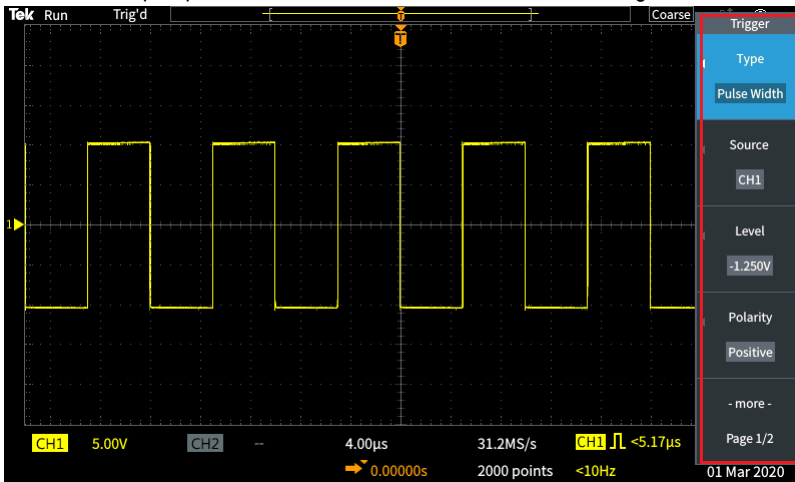 Tek Run Trig'd T Coarse
T
Trigger
Type
Pulse Width
Source
CH1
1
Level
-1.250V
Polarity
Positive
- more -
Page 1/2
CH1 5.00V CH2 -- 4.00µs 31.2MS/s CH1 <5.17µs
0.00000s 2000 points <10Hz 01 Mar 2020